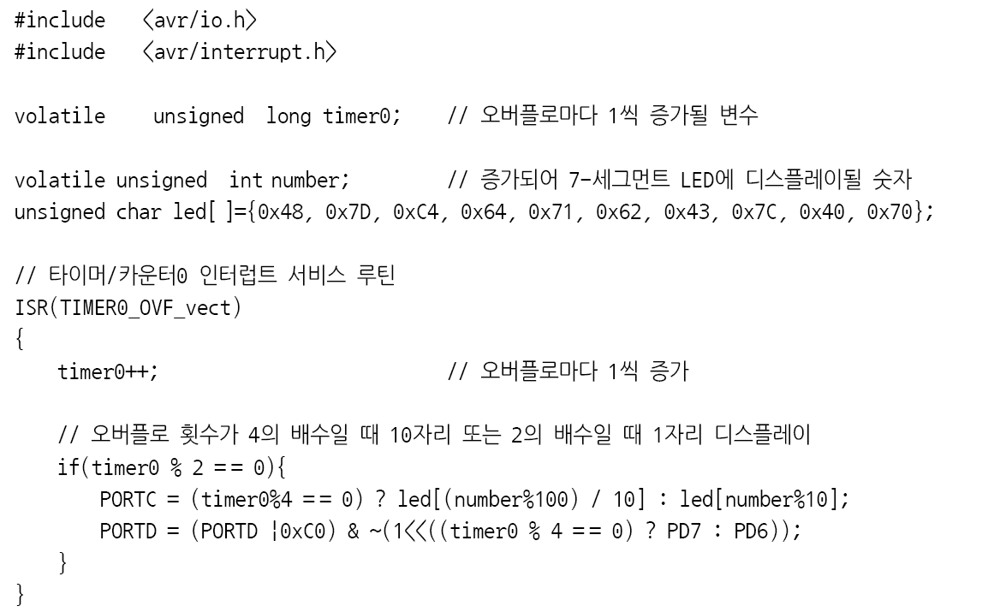 #include 〈avr/io.h〉
#include 〈avr/interrupt.h〉
volatile unsigned long timer0; // 오버플로마다 1씩 증가될 변수
volatile unsigned int number; // 증가되어 7-세그먼트 LED에 디스플레이될 숫자
unsigned char led[ ]={0x48, 0x7D, 0xC4, 0x64, 0x71, 0x62, 0x43, 0x7C, 0x40, 0x70};
// 타이머/카운터0 인터럽트 서비스 루틴
ISR(TIMER0_OVF_vect)
{
timer0++; // 오버플로마다 1씩 증가
// 오버플로 횟수가 4의 배수일 때 10자리 또는 2의 배수일 때 1자리 디스플레이
if(timer0 % 2 == 0){
PORTC = (timer0%4 == 0) ? led[(number%100) / 10] : led[number%10];
PORTD = (PORTD |0xC0) & ~(1<<((timer0 % 4 == 0) ? PD7 : PD6));
}
}